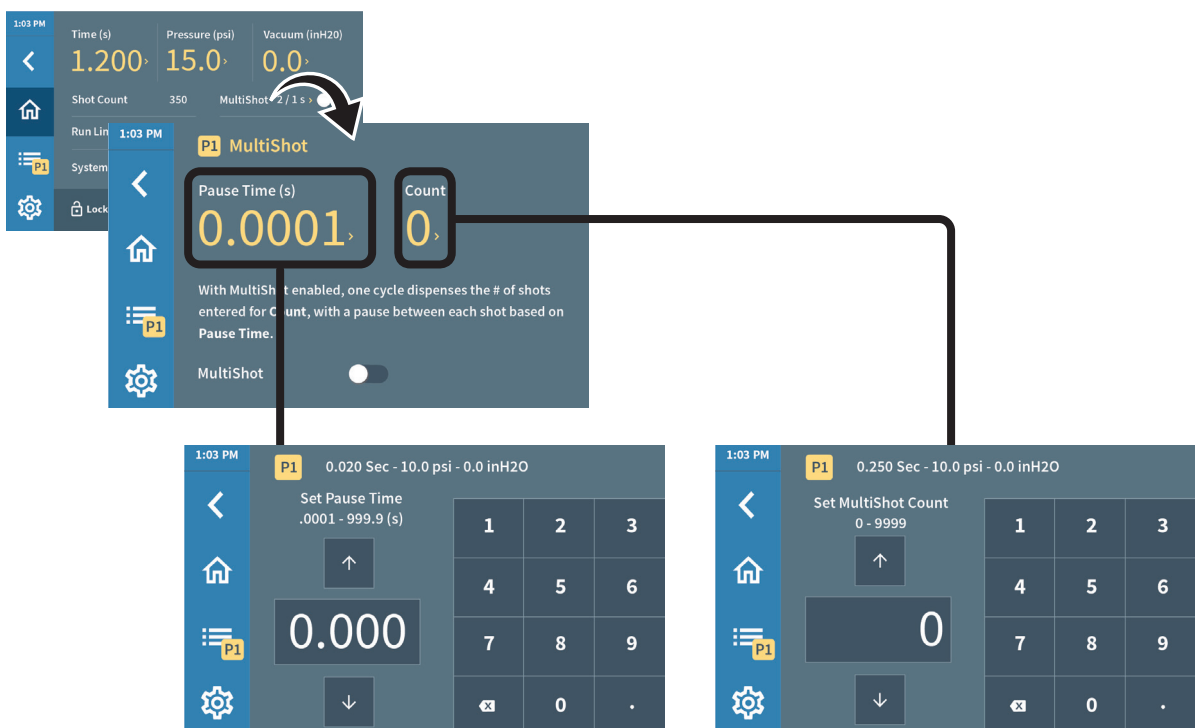 1:03 PM
Time (s)
Pressure (psi)
Vacuum (inH20)
1.200›
15.0›
0.0›
Shot Count
350
MultiShot
2 / 1 s ›
Run Lin
P1
System
Lock
1:03 PM
P1 MultiShot
Pause Time (s)
Count
0.0001›
0›
With MultiShot enabled, one cycle dispenses the # of shots
entered for Count, with a pause between each shot based on
Pause Time.
P1
MultiShot
1:03 PM
P1 0.020 Sec - 10.0 psi - 0.0 inH2O
Set Pause Time
.0001 - 999.9 (s)
1 2 3
4 5 6
0.000
7 8 9
P1
0 .
1:03 PM
P1 0.250 Sec - 10.0 psi - 0.0 inH2O
Set MultiShot Count
0 - 9999
1 2 3
4 5 6
0
7 8 9
P1
0 .